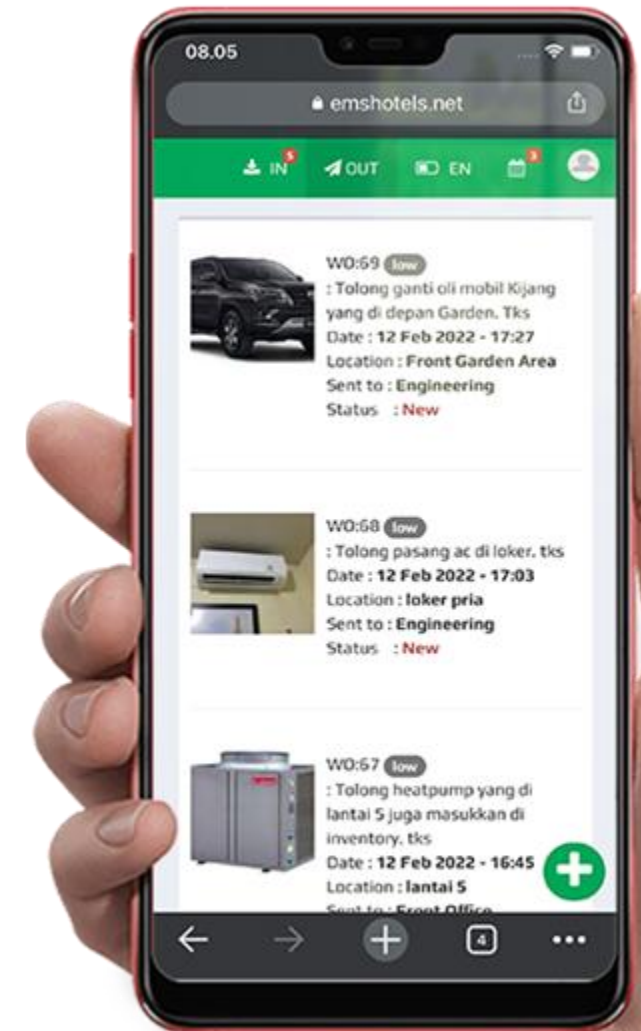 08.05
emshotels.net
IN 5 OUT EN 3
WO:69 low
: Tolong ganti oli mobil Kijang
yang di depan Garden. Tks
Date : 12 Feb 2022 - 17:27
Location : Front Garden Area
Sent to : Engineering
Status : New
WO:68 low
: Tolong pasang ac di loker. tks
Date : 12 Feb 2022 - 17:03
Location : loker pria
Sent to : Engineering
Status : New
WO:67 low
: Tolong heatpump yang di
lantai 5 juga masukkan di
inventory. tks
Date : 12 Feb 2022 - 16:45
Location : lantai 5
Sent to : Front Office
4